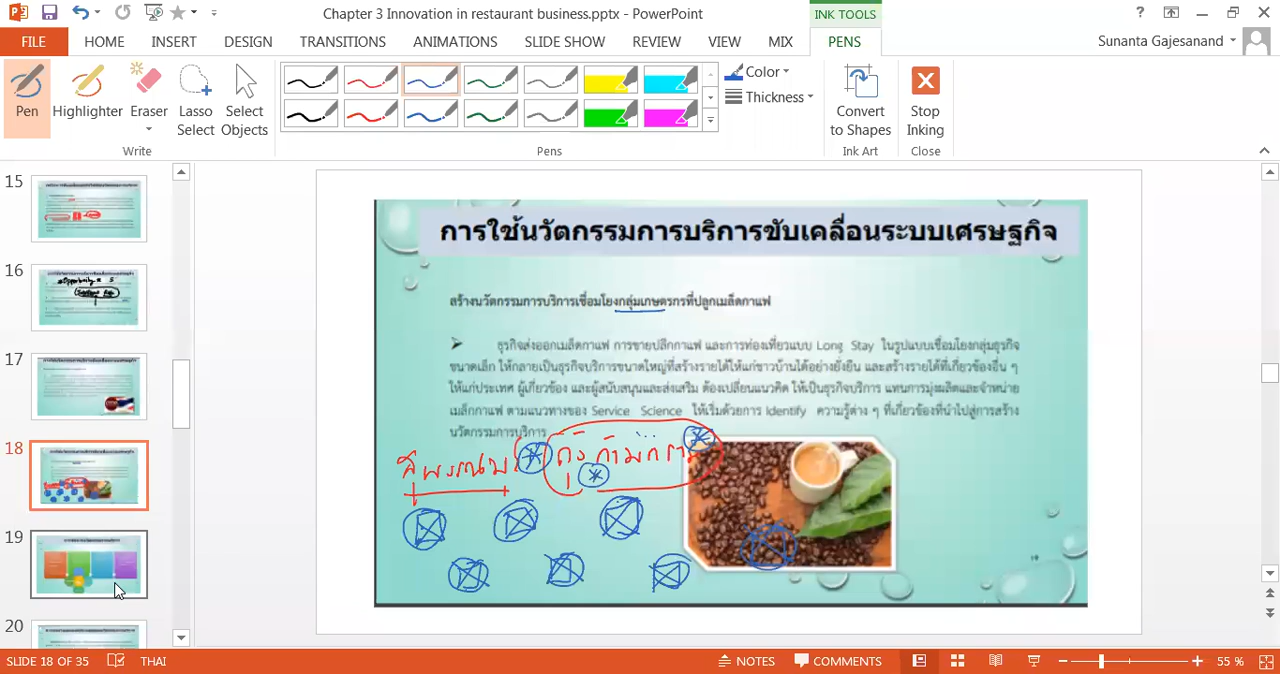 Chapter 3 Innovation in restaurant business.pptx - PowerPoint
INK TOOLS
FILE HOME INSERT DESIGN TRANSITIONS ANIMATIONS SLIDE SHOW REVIEW VIEW MIX PENS
Sunanta Gajesanand
Pen Highlighter Eraser Lasso Select Select Objects
Color
Thickness
Convert to Shapes
Stop Inking
Write Pens Ink Art Close
15
16
17
18
19
20
การใช้นวัตกรรมการบริการขับเคลื่อนระบบเศรษฐกิจ
สร้างนวัตกรรมการบริการเชื่อมโยงกลุ่มเกษตรกรที่ปลูกเมล็ดกาแฟ
ธุรกิจส่งออกเมล็ดกาแฟ การขายปลีกกาแฟ และการท่องเที่ยวแบบ Long Stay ในรูปแบบเชื่อมโยงกลุ่มธุรกิจ
ขนาดเล็ก ให้กลายเป็นธุรกิจบริการขนาดใหญ่ที่สร้างรายได้ให้แก่ชาวบ้านได้อย่างยั่งยืน และสร้างรายได้ที่เกี่ยวข้องอื่น ๆ
ให้แก่ประเทศ ผู้เกี่ยวข้อง และผู้สนับสนุนและส่งเสริม ต้องเปลี่ยนแนวคิด ให้เป็นธุรกิจบริการ แทนการมุ่งผลิตและจำหน่าย
เมล็กกาแฟ ตามแนวทางของ Service Science ให้เริ่มด้วยการ Identify ความรู้ต่าง ๆ ที่เกี่ยวข้องที่นำไปสู่การสร้าง
นวัตกรรมการบริการ
SLIDE 18 OF 35 THAI NOTES COMMENTS 55 %